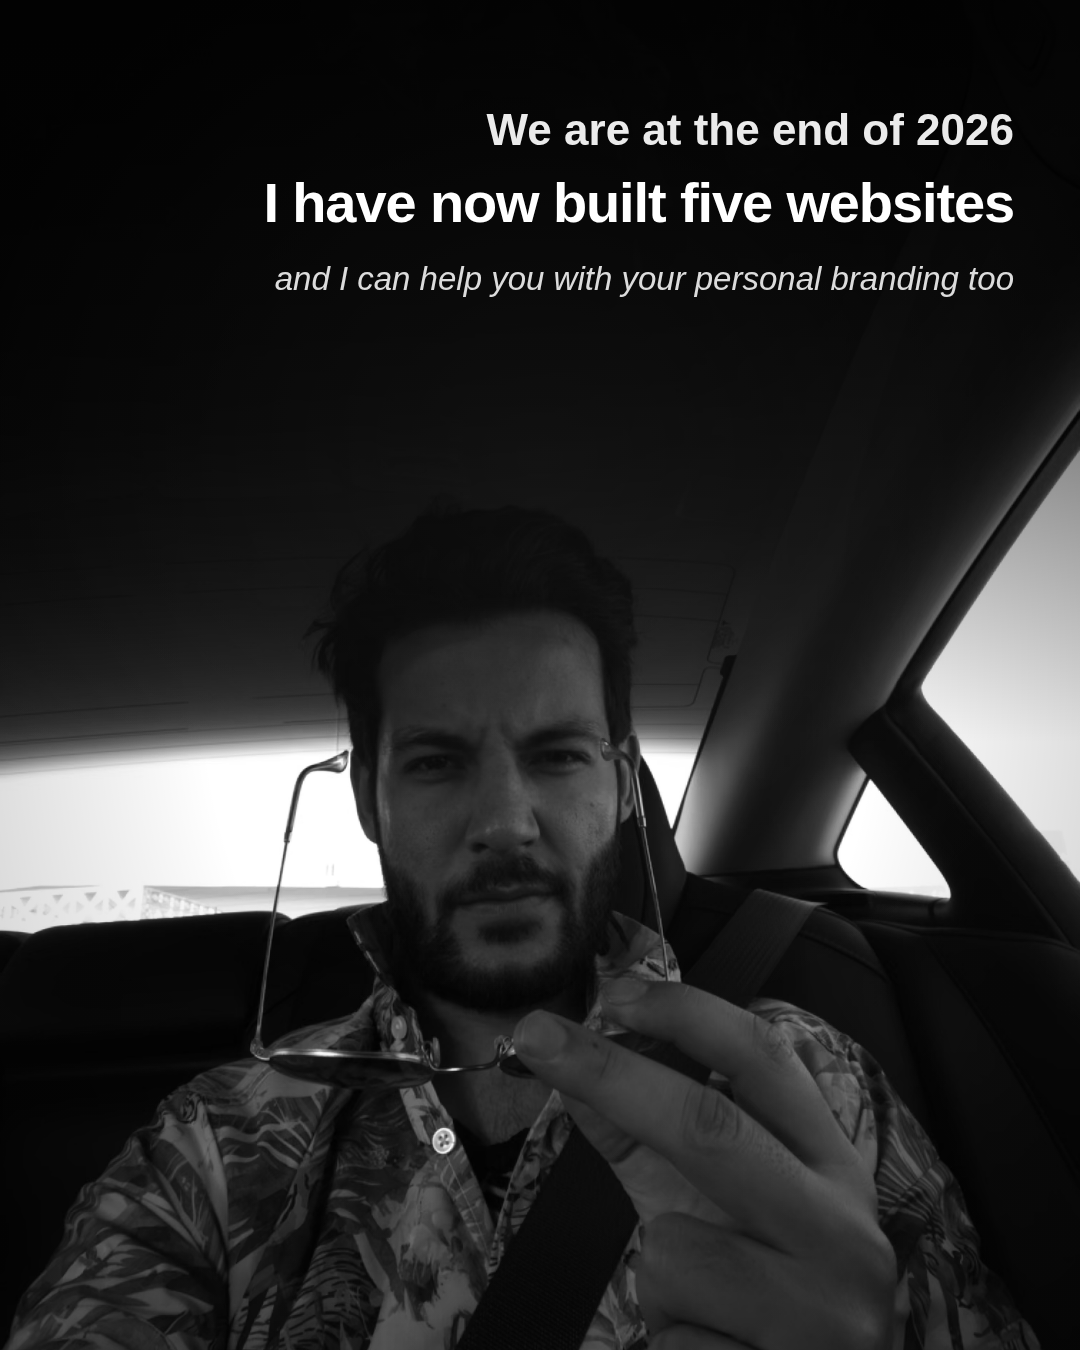 We are at the end of 2026
I have now built five websites
and I can help you with your personal branding too